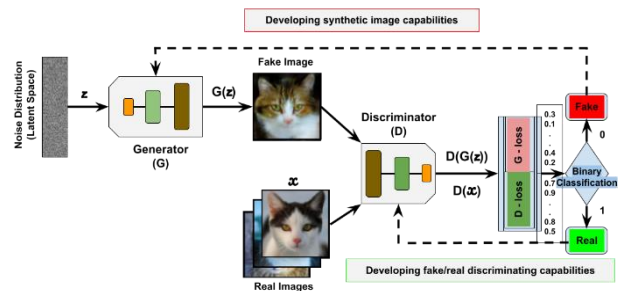 Developing synthetic image capabilities
Noise Distribution
(Latent Space)
z
Generator
(G)
G(z)
Fake Image
Discriminator
(D)
x
Real Images
D(G(z))
D(x)
G - loss
D - loss
0.3
0.1
.
.
0.4
0.2
0.7
0.9
.
.
0.8
0.5
Fake
0
Binary
Classification
1
Real
Developing fake/real discriminating capabilities